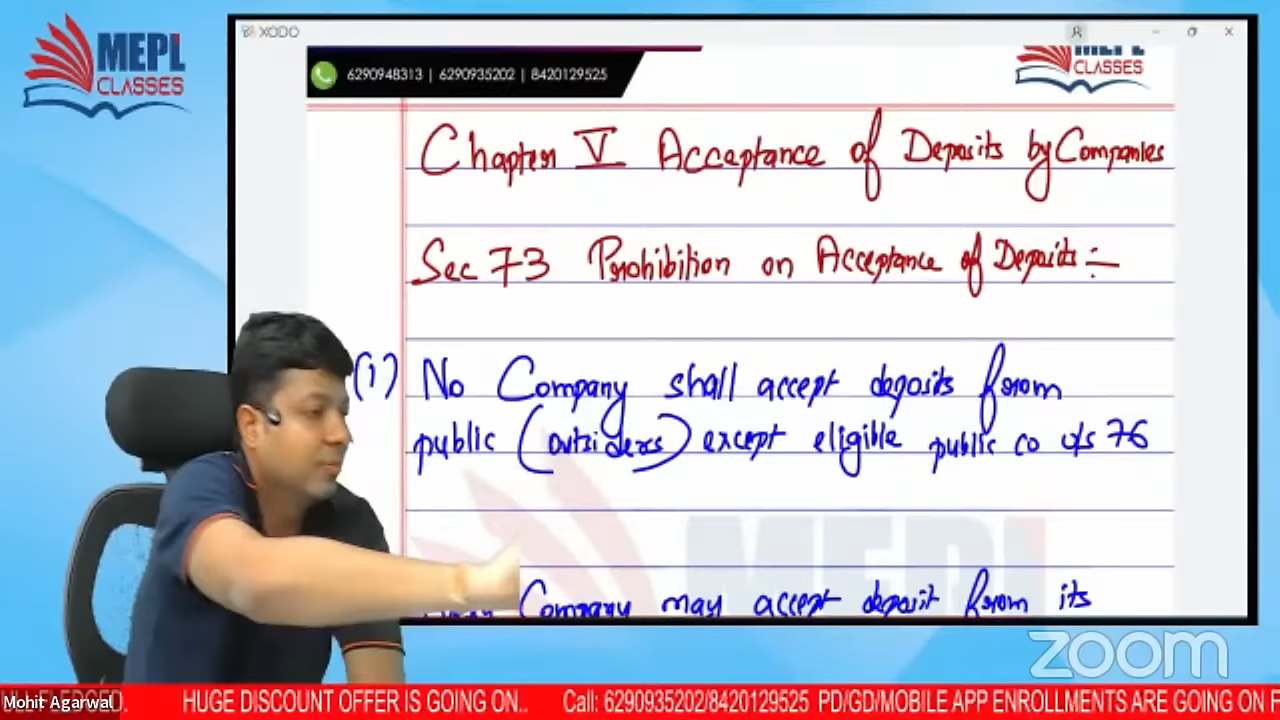 MEPL
CLASSES
XODO
6290948313 | 6290935202 | 8420129525
MEPL
CLASSES
Chapter V Acceptance of Deposits by Companies
Sec 73 Prohibition on Acceptance of Deposits :-
(i) No Company shall accept deposits from
public (outsiders) except eligible public co u/s 76
MEPL
Company may accept deposit from its
zoom
Mohit Agarwal
HUGE DISCOUNT OFFER IS GOING ON.. Call: 6290935202/8420129525 PD/GD/MOBILE APP ENROLLMENTS ARE GOING ON